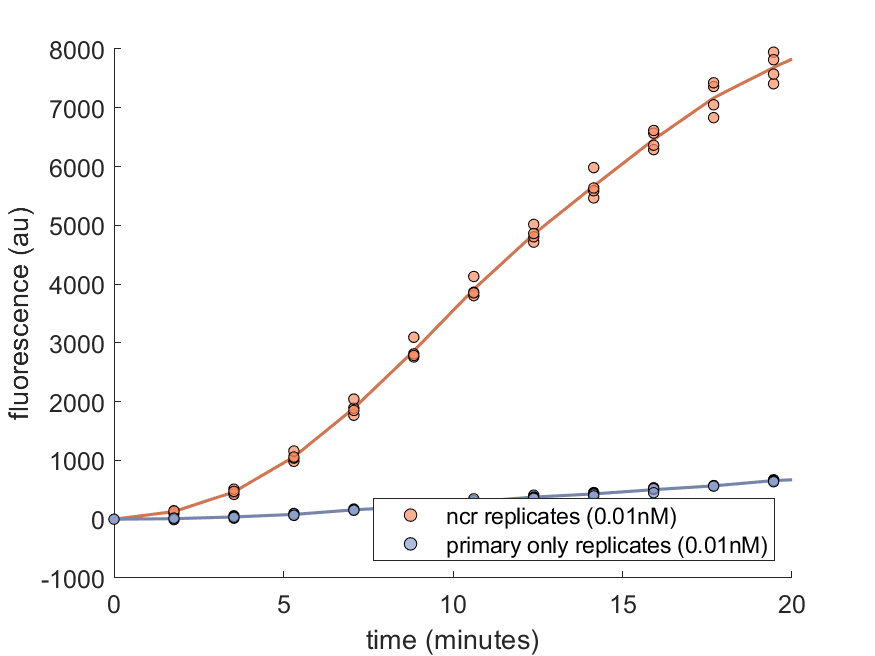 8000
7000
6000
5000
4000
3000
2000
1000
0
-1000
fluorescence (au)
ncr replicates (0.01nM)
primary only replicates (0.01nM)
0 5 10 15 20
time (minutes)